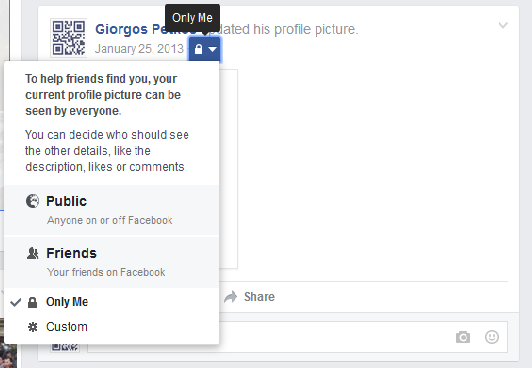 Only Me
Giorgos updated his profile picture.
January 25, 2013
To help friends find you, your
current profile picture can be
seen by everyone.
You can decide who should see
the other details, like the
description, likes or comments
Public
Anyone on or off Facebook
Friends
Your friends on Facebook
Only Me
Custom
Share